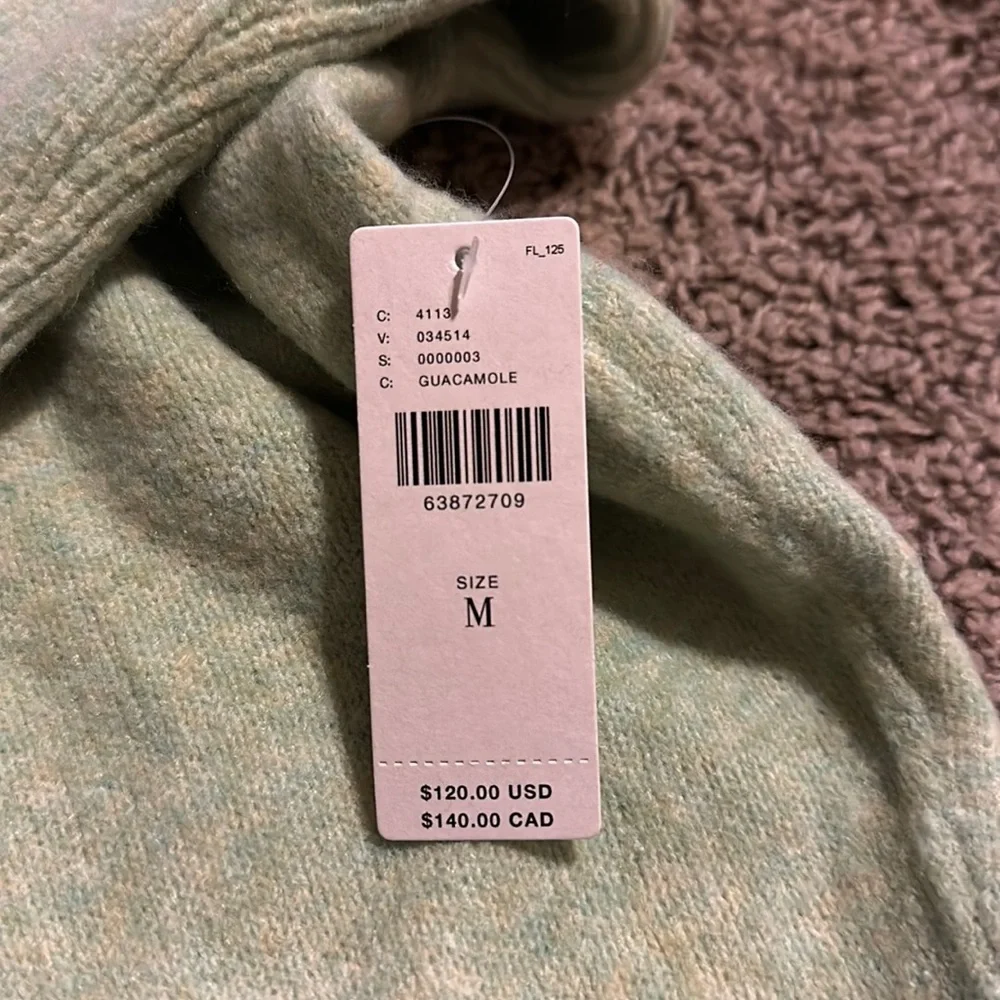 FL_125
C: 4113
V: 034514
S: 0000003
C: GUACAMOLE
63872709
SIZE
M
$120.00 USD
$140.00 CAD